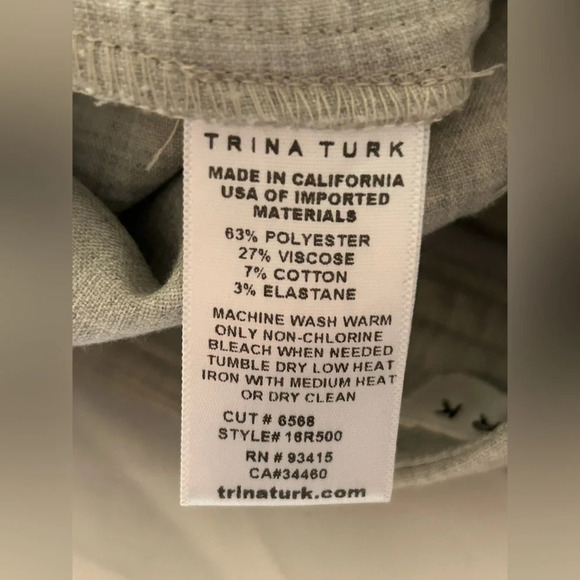 TRINA TURK
MADE IN CALIFORNIA
USA OF IMPORTED
MATERIALS
63% POLYESTER
27% VISCOSE
7% COTTON
3% ELASTANE
MACHINE WASH WARM
ONLY NON-CHLORINE
BLEACH WHEN NEEDED
TUMBLE DRY LOW HEAT
IRON WITH MEDIUM HEAT
OR DRY CLEAN
CUT # 6568
STYLE# 16R500
RN # 93415
CA#34460
trinaturk.com